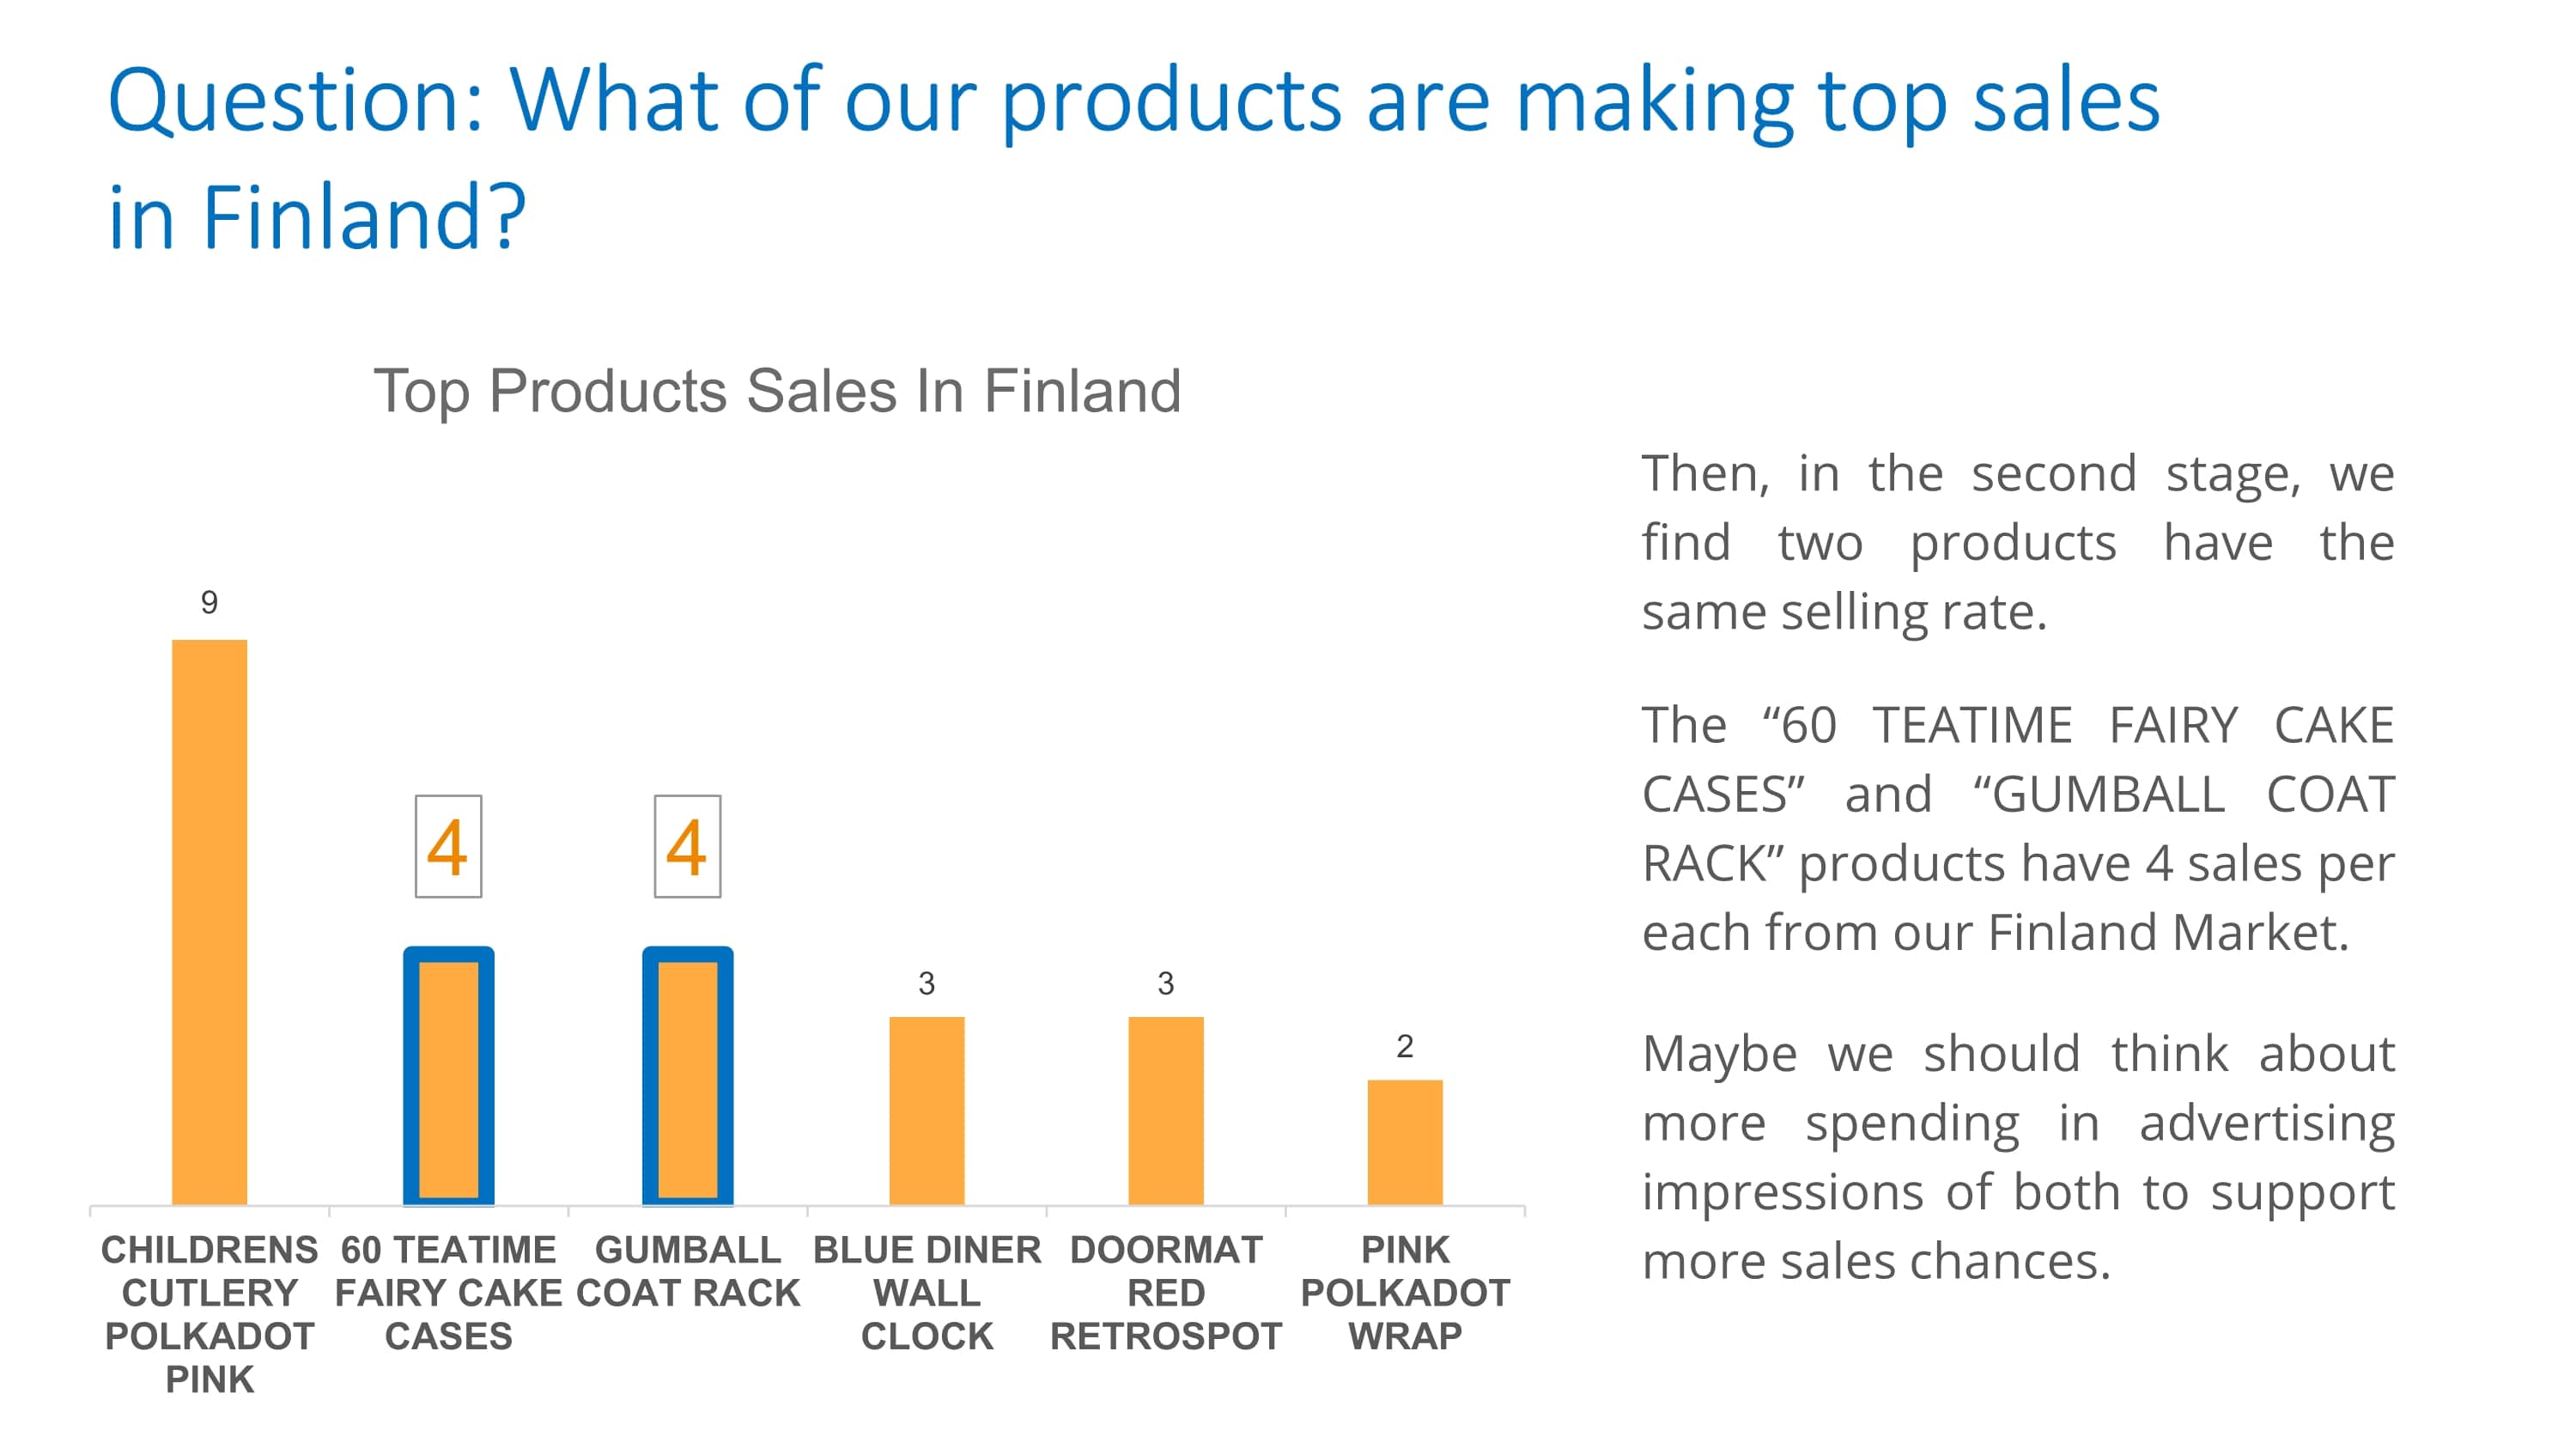 Question: What of our products are making top sales
in Finland?
Top Products Sales In Finland
9
4
4
3
3
2
CHILDRENS
CUTLERY
POLKADOT
PINK
60 TEATIME
FAIRY CAKE
CASES
GUMBALL
COAT RACK
BLUE DINER
WALL
CLOCK
DOORMAT
RED
RETROSPOT
PINK
POLKADOT
WRAP
Then, in the second stage, we
find two products have the
same selling rate.
The “60 TEATIME FAIRY CAKE
CASES” and “GUMBALL COAT
RACK” products have 4 sales per
each from our Finland Market.
Maybe we should think about
more spending in advertising
impressions of both to support
more sales chances.